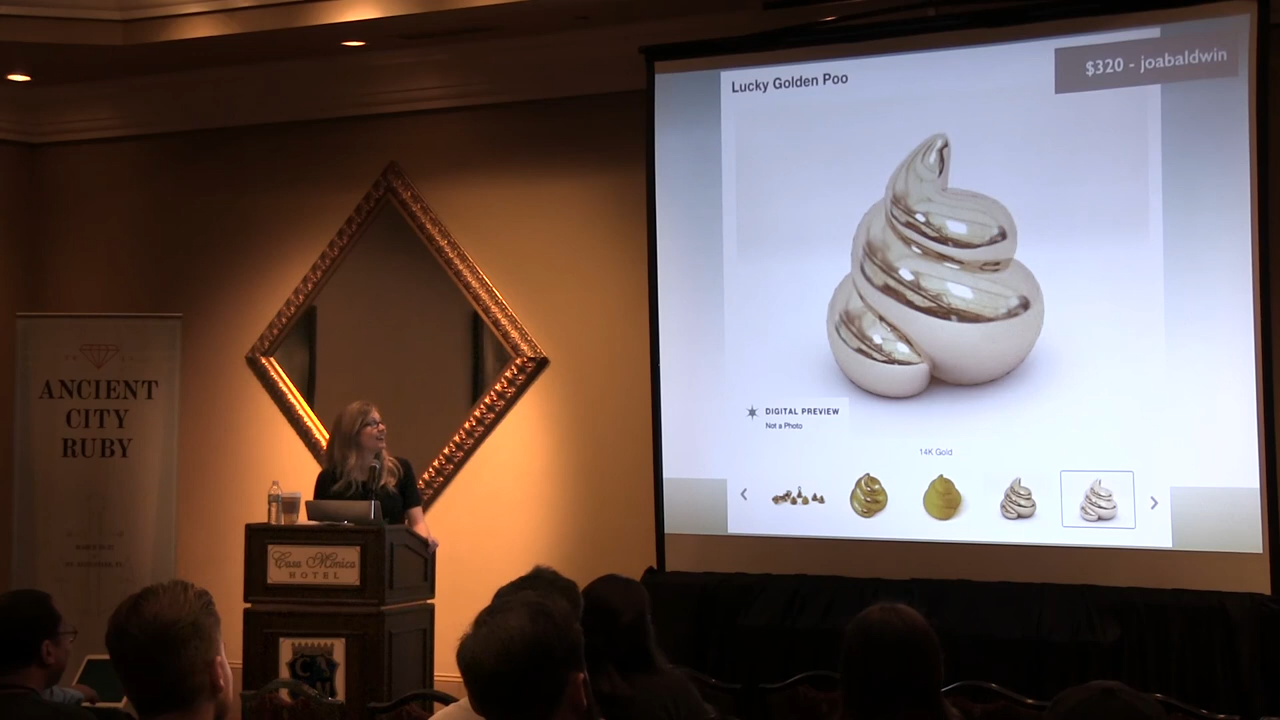 Lucky Golden Poo
$320 - joabaldwin
DIGITAL PREVIEW
Not a Photo
14K Gold
ANCIENT
CITY
RUBY
Casa Monica
HOTEL